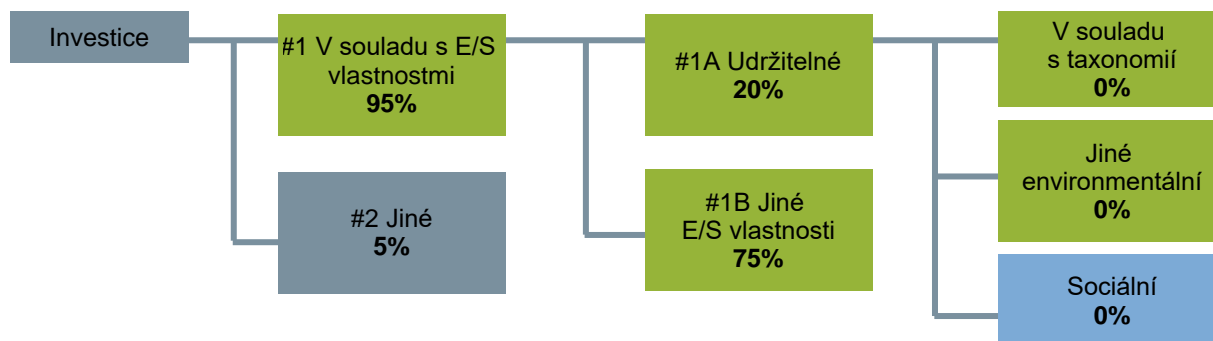 Investice
#1 V souladu s E/S
vlastnostmi
95%
#2 Jiné
5%
#1A Udržitelné
20%
#1B Jiné
E/S vlastnosti
75%
V souladu
s taxonomií
0%
Jiné
environmentální
0%
Sociální
0%